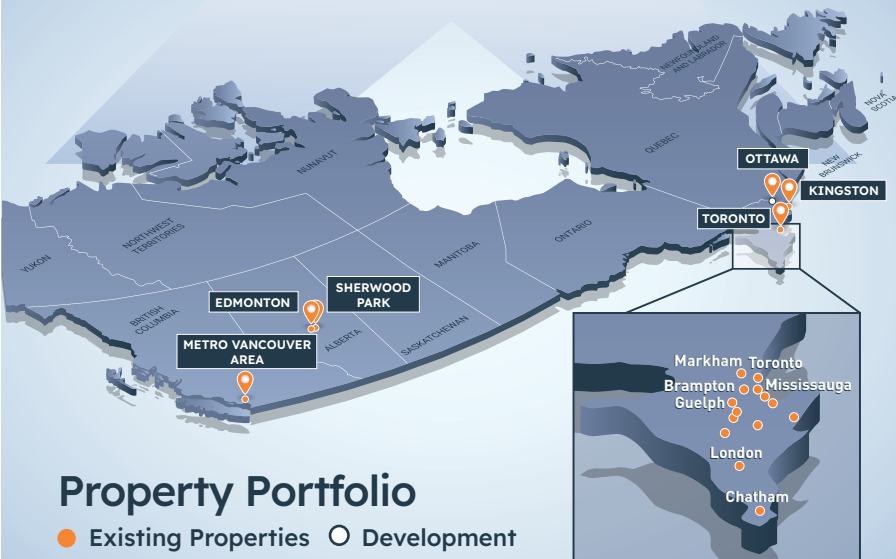 NEWFOUNDLAND
AND LABRADOR
NOVA
SCOTIA
QUEBEC
OTTAWA
NEW
BRUNSWICK
KINGSTON
TORONTO
NUNAVUT
NORTHWEST
TERRITORIES
YUKON
ONTARIO
MANITOBA
SHERWOOD
PARK
EDMONTON
BRITISH
COLUMBIA
ALBERTA
SASKATCHEWAN
METRO VANCOUVER
AREA
Markham Toronto
Brampton Mississauga
Guelph
London
Chatham
Property Portfolio
Existing Properties Development